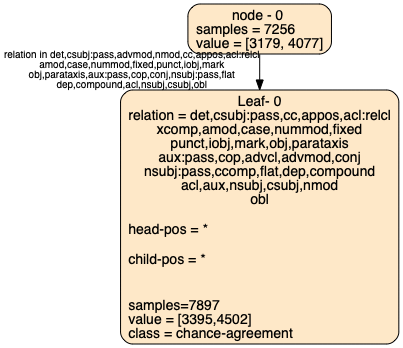 node - 0
samples = 7256
value = [3179, 4077]
relation in det,csubj:pass,advmod,nmod,cc,appos,acl:relcl
amod,case,nummod,fixed,punct,iobj,mark
obj,parataxis,aux:pass,cop,conj,nsubj:pass,flat
dep,compound,acl,nsubj,csubj,obl
Leaf- 0
relation = det,csubj:pass,cc,appos,acl:relcl
xcomp,amod,case,nummod,fixed
punct,iobj,mark,obj,parataxis
aux:pass,cop,advcl,advmod,conj
nsubj:pass,ccomp,flat,dep,compound
acl,aux,nsubj,csubj,nmod
obl
head-pos = *
child-pos = *
samples=7897
value = [3395,4502]
class = chance-agreement